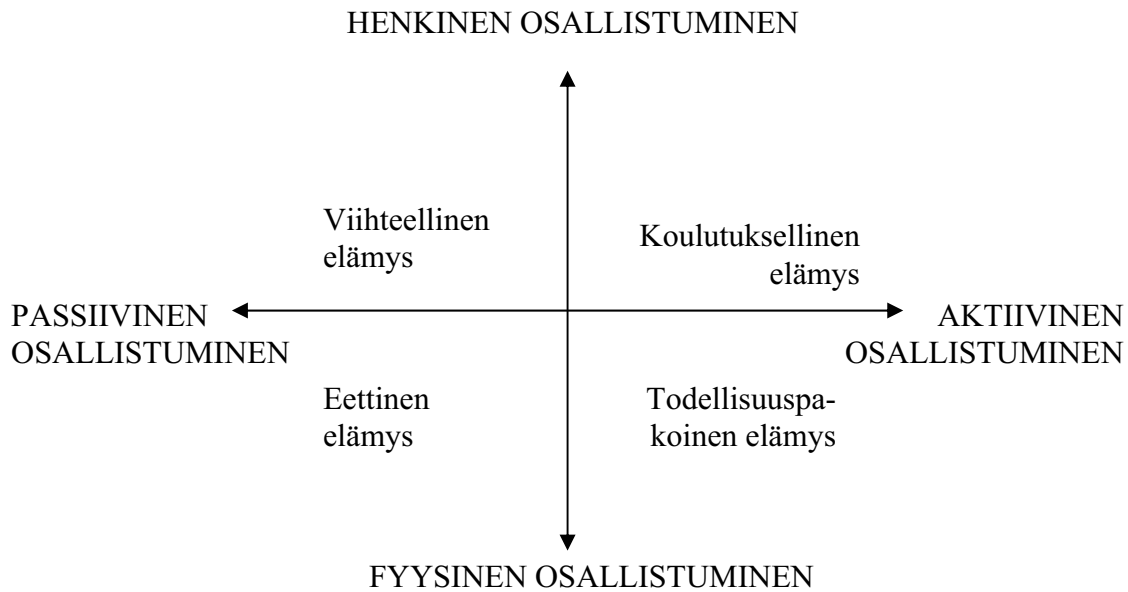 HENKINEN OSALLISTUMINEN
Viihteellinen
elämys
Koulutuksellinen
elämys
PASSIIVINEN
OSALLISTUMINEN
AKTIIVINEN
OSALLISTUMINEN
Eettinen
elämys
Todellisuuspa-
koinen elämys
FYYSINEN OSALLISTUMINEN